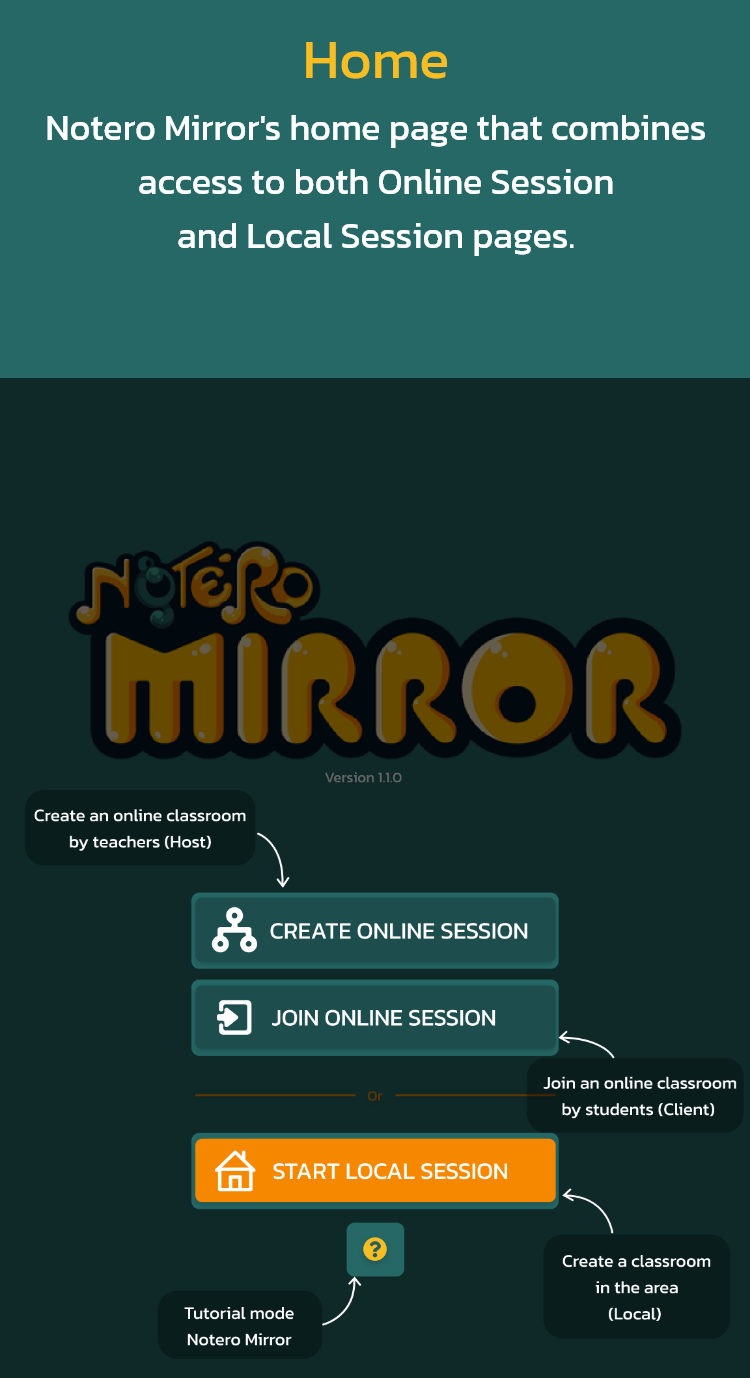 Home
Notero Mirror's home page that combines
access to both Online Session
and Local Session pages.
NOTERO
MIRROR
Version 1.1.0
Create an online classroom
by teachers (Host)
CREATE ONLINE SESSION
JOIN ONLINE SESSION
Join an online classroom
by students (Client)
Or
START LOCAL SESSION
?
Create a classroom
in the area
(Local)
Tutorial mode
Notero Mirror